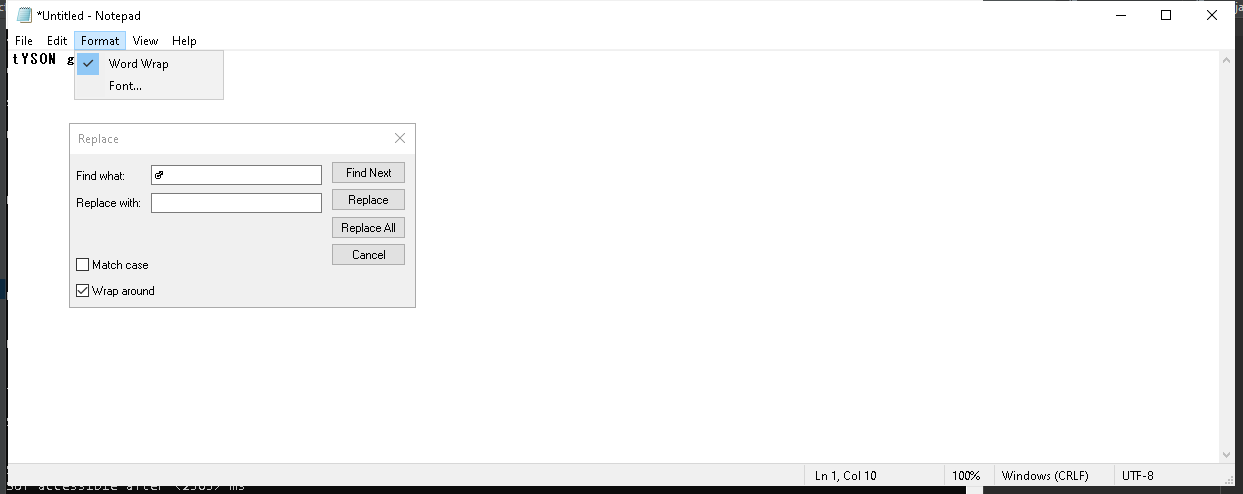 *Untitled - Notepad
File Edit Format View Help
tYSON g
Word Wrap
Font...
Replace
Find what:
Find Next
Replace with:
Replace
Replace All
Cancel
Match case
Wrap around
Ln 1, Col 10 100% Windows (CRLF) UTF-8